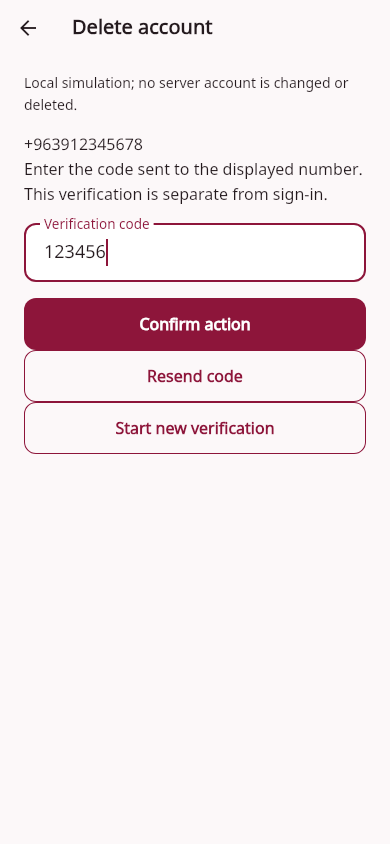 Delete account
Local simulation; no server account is changed or
deleted.
+963912345678
Enter the code sent to the displayed number.
This verification is separate from sign-in.
Verification code
123456
Confirm action
Resend code
Start new verification